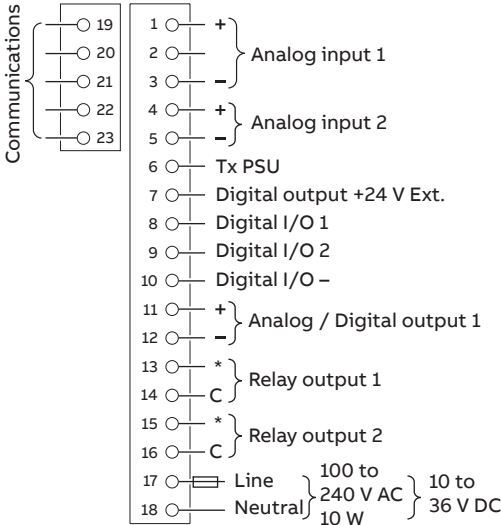 Communications
19
20
21
22
23
1 +
2
3 –
Analog input 1
4 +
5 –
Analog input 2
6 Tx PSU
7 Digital output +24 V Ext.
8 Digital I/O 1
9 Digital I/O 2
10 Digital I/O –
11 +
12 –
Analog / Digital output 1
13 *
14 C
Relay output 1
15 *
16 C
Relay output 2
17 Line
18 Neutral
100 to
240 V AC
10 W
10 to
36 V DC